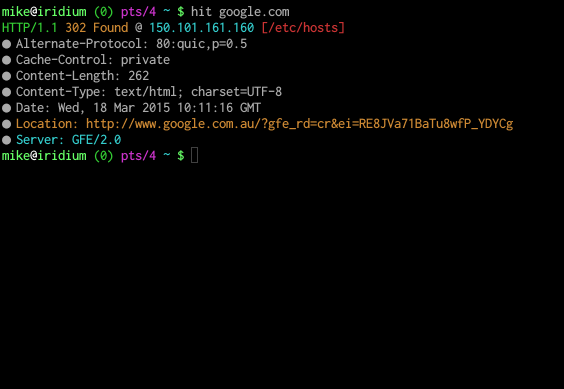 mike@iridium (0) pts/4 ~ $ hit google.com
HTTP/1.1 302 Found @ 150.101.161.160 [/etc/hosts]
● Alternate-Protocol: 80:quic,p=0.5
● Cache-Control: private
● Content-Length: 262
● Content-Type: text/html; charset=UTF-8
● Date: Wed, 18 Mar 2015 10:11:16 GMT
● Location: http://www.google.com.au/?gfe_rd=cr&ei=RE8JVa71BaTu8wfP_YDYCg
● Server: GFE/2.0
mike@iridium (0) pts/4 ~ $